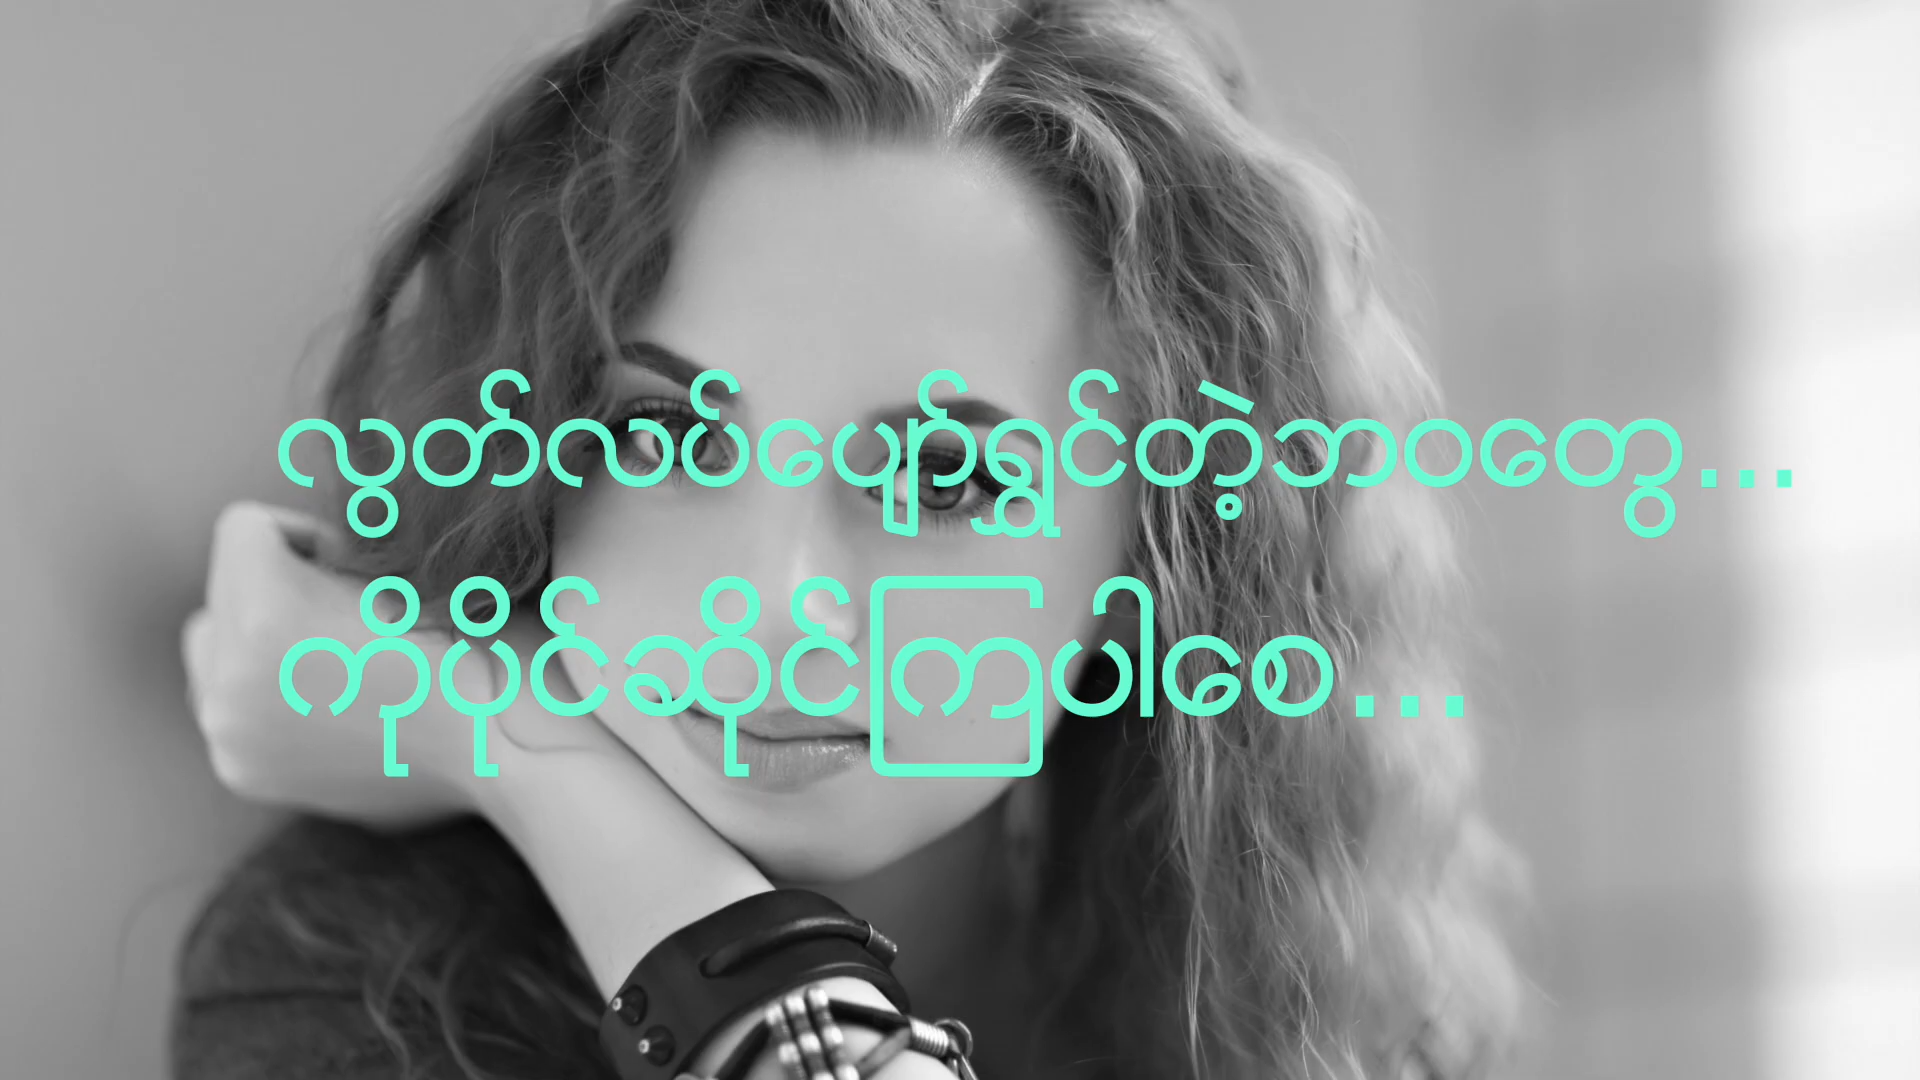 လွတ်လပ်ပျော်ရွှင်တဲ့ဘဝတွေ...
ကိုပိုင်ဆိုင်ကြပါစေ...